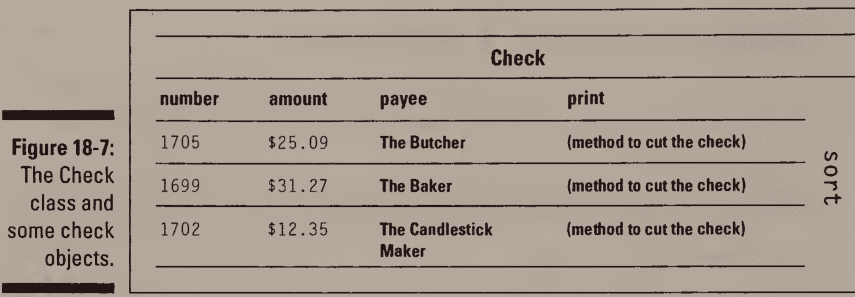 Check
number amount payee print
1705 $25.09 The Butcher (method to cut the check)
1699 $31.27 The Baker (method to cut the check)
1702 $12.35 The Candlestick (method to cut the check)
Maker
sort
Figure 18-7:
The Check
class and
some check
objects.